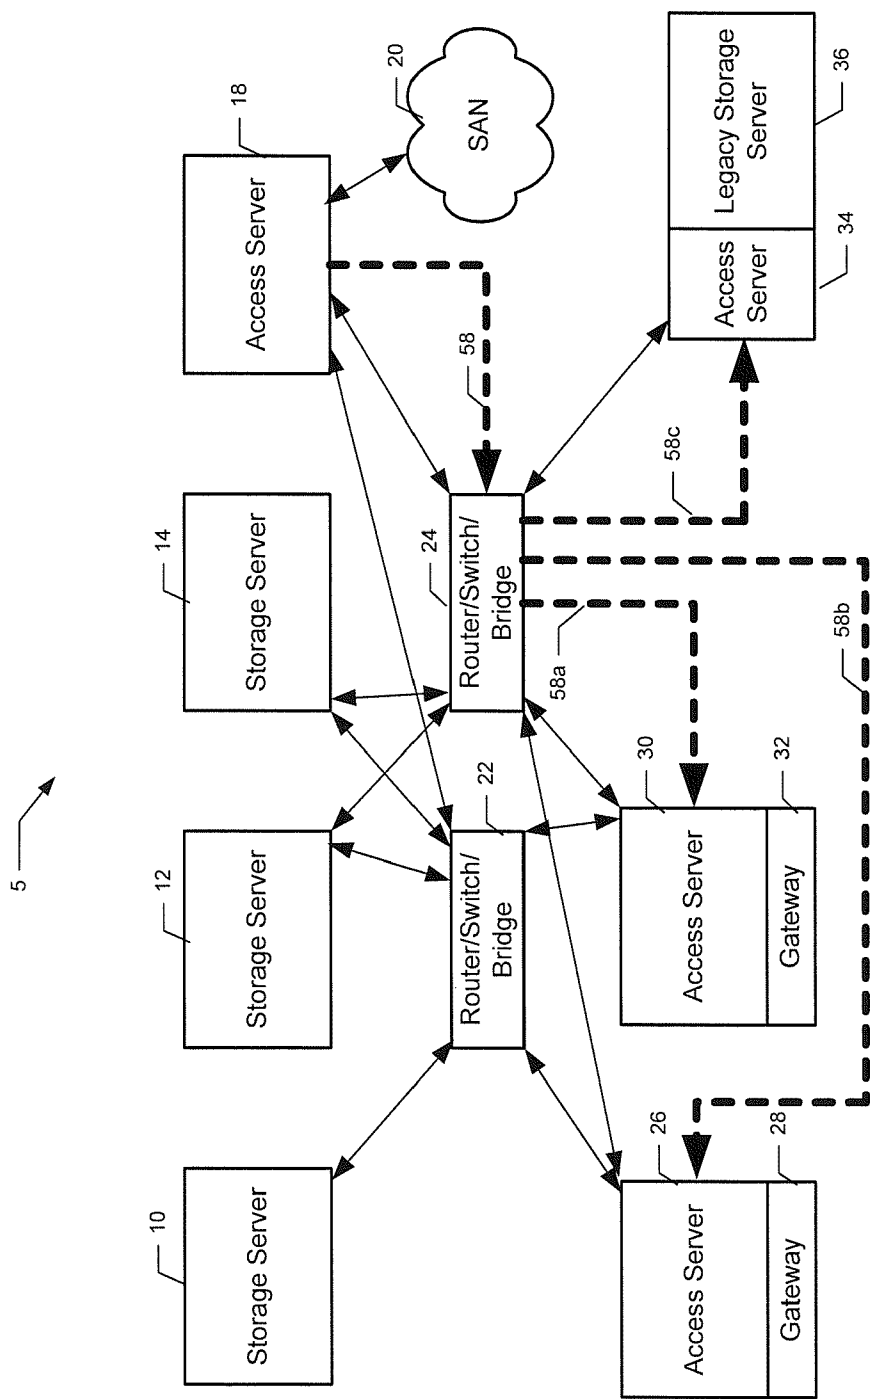 5
10
Storage Server
12
Storage Server
14
Storage Server
18
Access Server
20
SAN
22
Router/Switch/
Bridge
24
Router/Switch/
Bridge
58
26
Access Server
28
Gateway
30
Access Server
32
Gateway
58a
58b
58c
Access
Server
34
Legacy Storage
Server
36